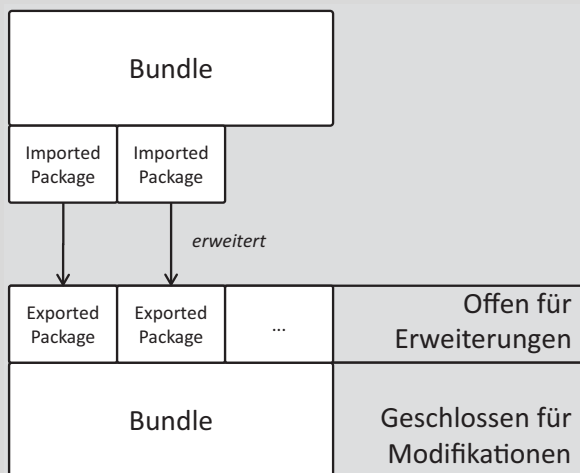 Bundle
Imported
Package
Imported
Package
erweitert
Exported
Package
Exported
Package
...
Offen für
Erweiterungen
Bundle
Geschlossen für
Modifikationen